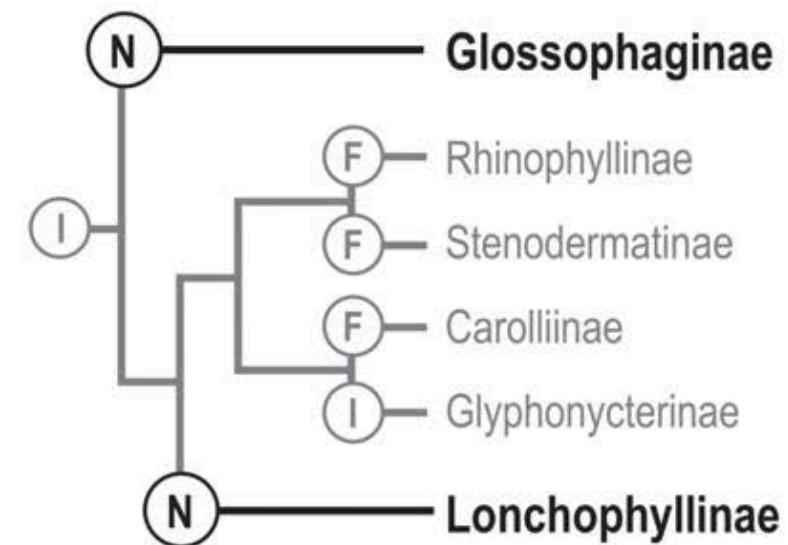 N Glossophaginae
F Rhinophyllinae
I
F Stenodermatinae
F Carolliinae
I Glyphonycterinae
N Lonchophyllinae